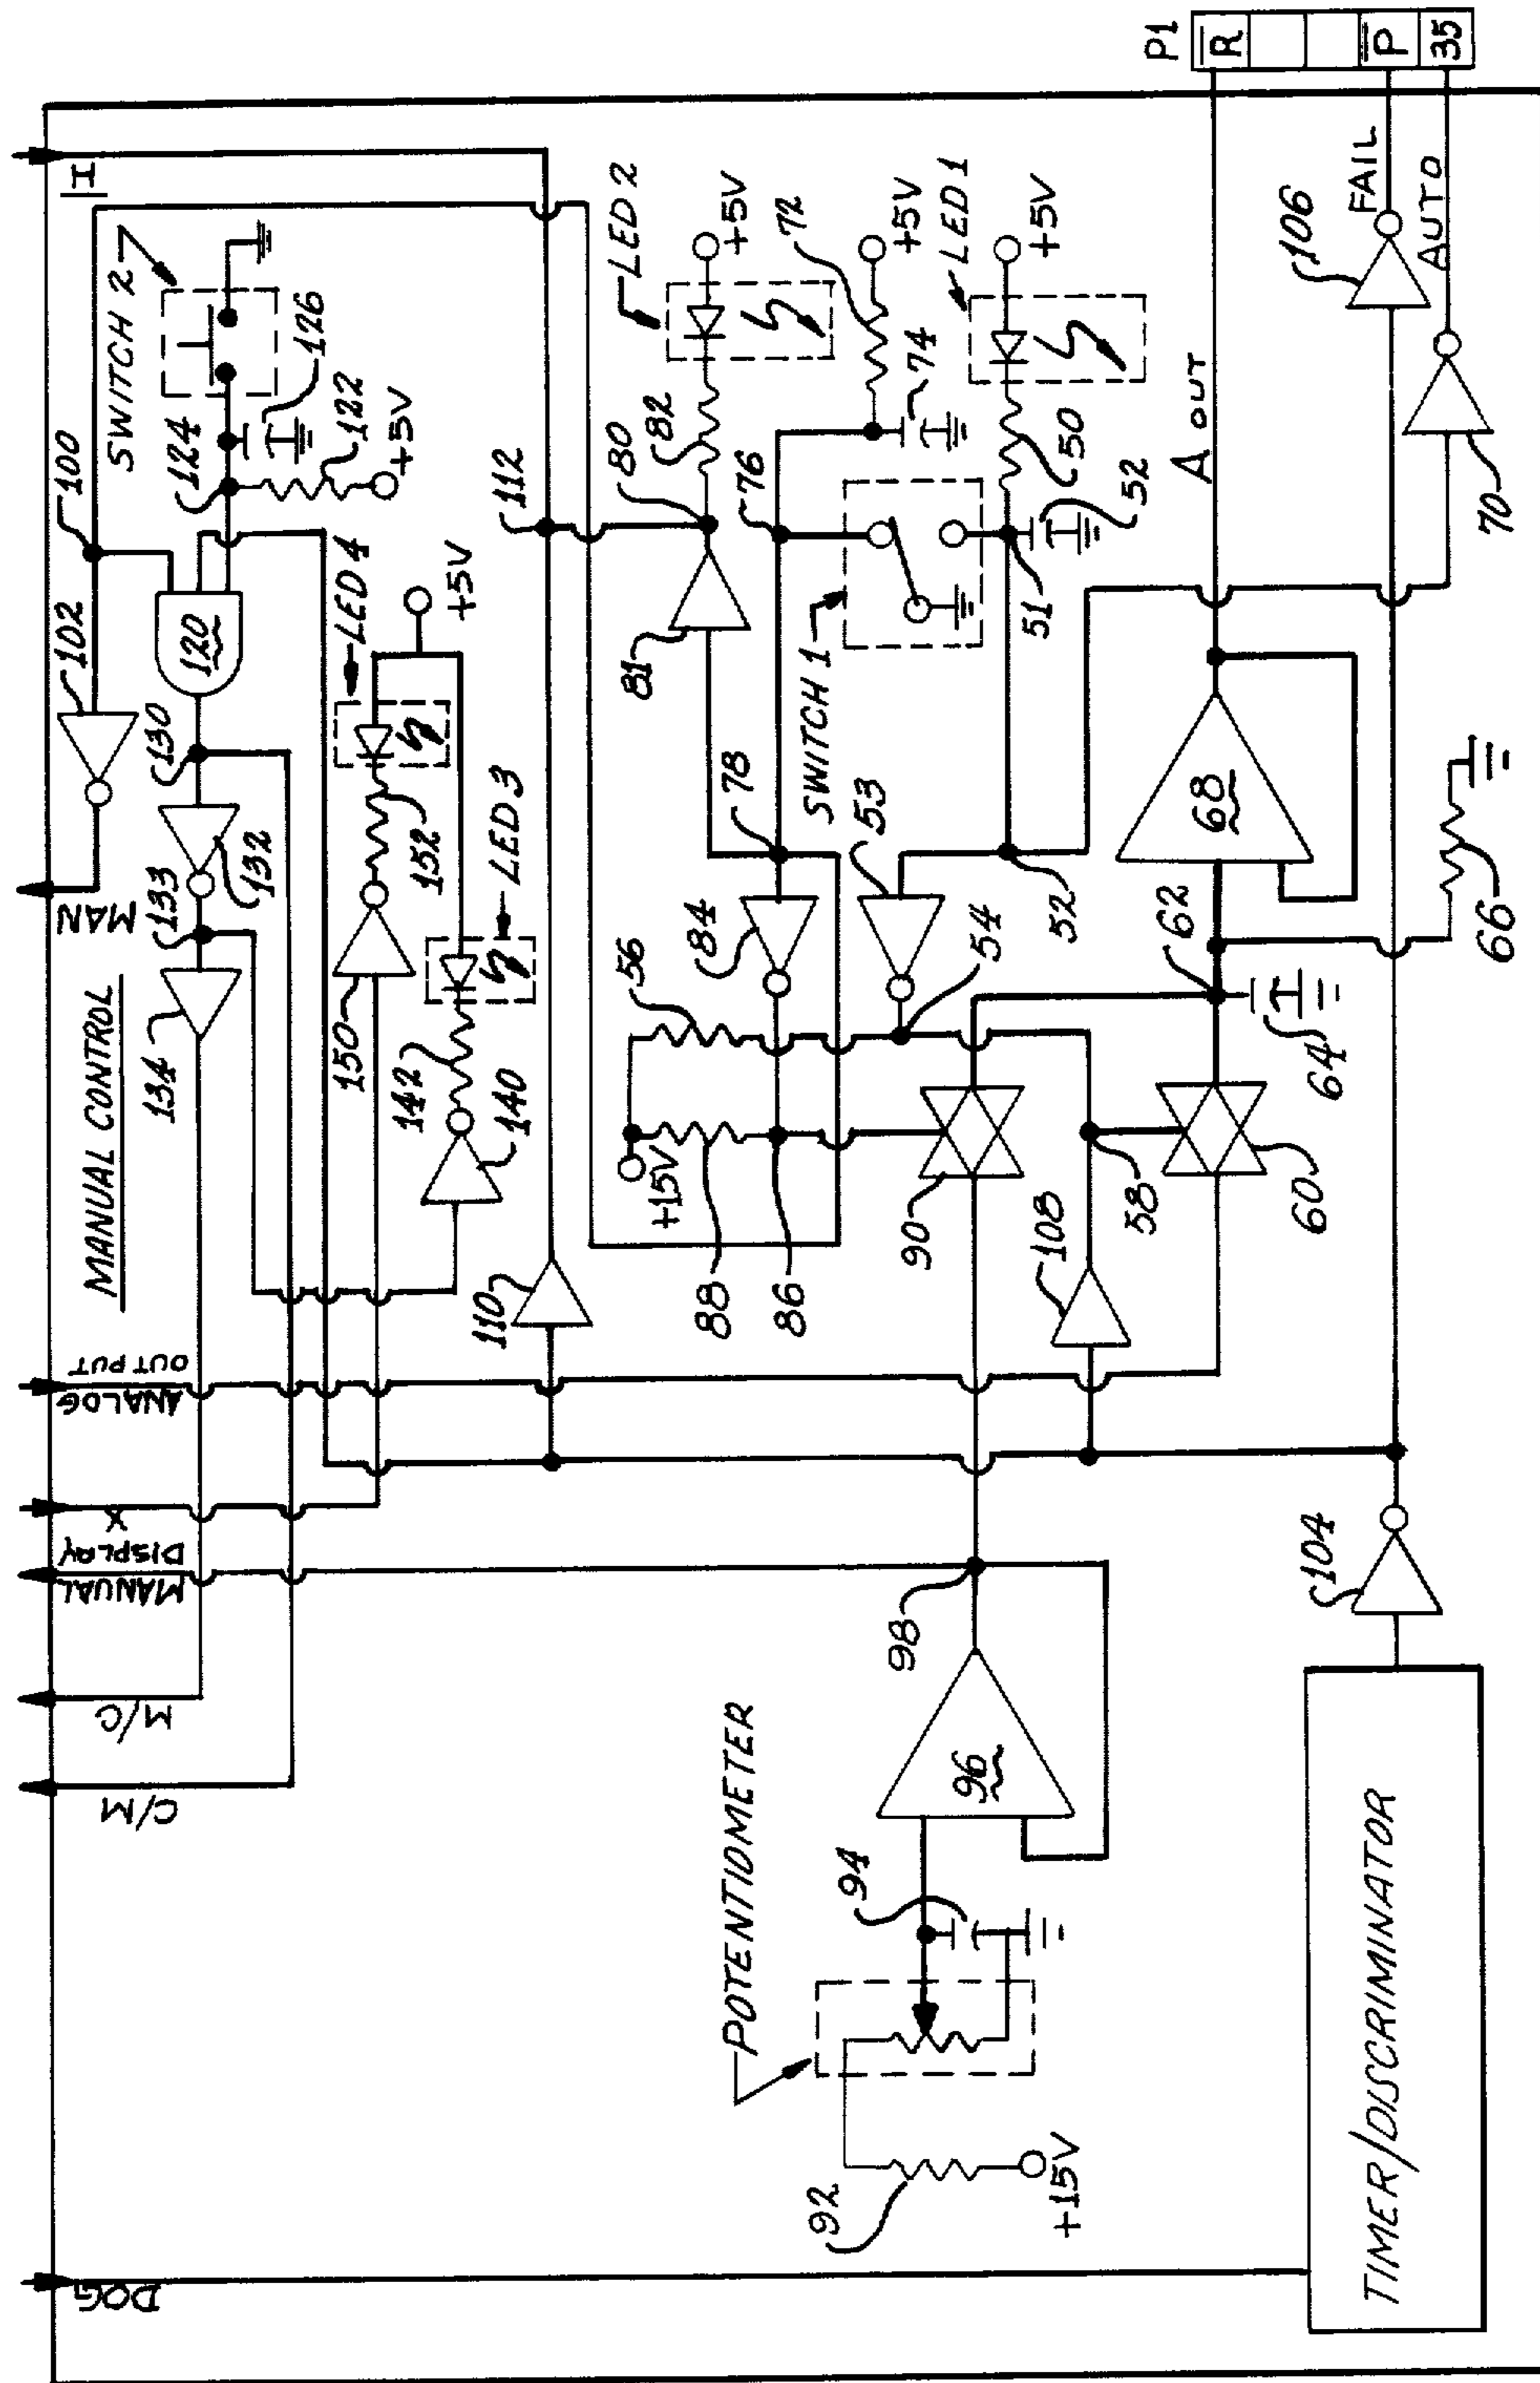 DOG
C/M
M/C
MANUAL
DISPLAY
X
ANALOG
OUTPUT
MAN
I
MANUAL CONTROL
134
133
132
130
102
100
120
124
SWITCH 2
126
122
+5V
LED 4
+5V
150
152
142
140
LED 3
110
112
LED 2
+5V
80
82
81
76
72
+5V
74
LED 1
+5V
50
52
51
SWITCH 1
78
53
84
56
54
52
+15V
88
86
90
108
58
60
62
64
66
68
A OUT
P1
R
P
35
FAIL
AUTO
106
70
98
96
94
POTENTIOMETER
92
+15V
104
TIMER/DISCRIMINATOR